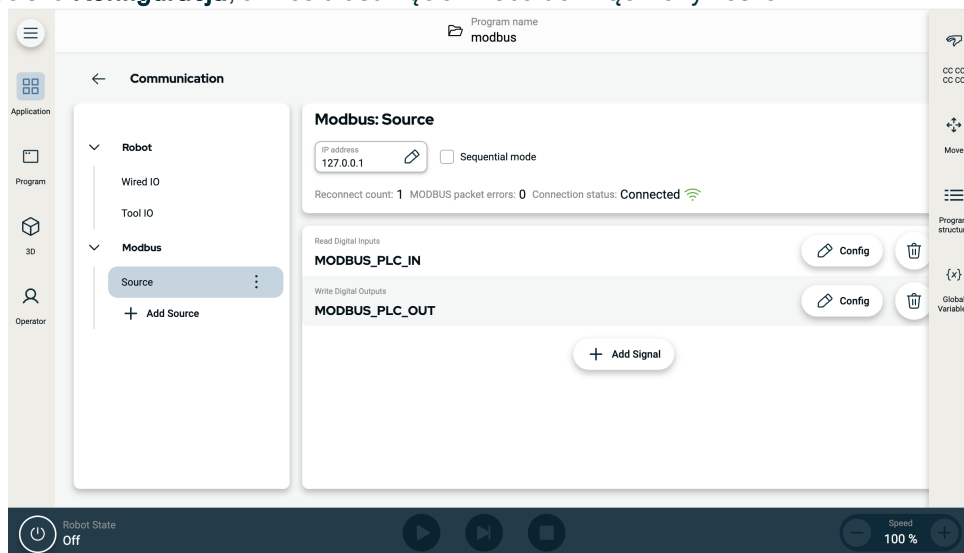 Konfiguracja
Program name
modbus
Communication
Application
Program
3D
Operator
Robot
Wired IO
Tool IO
Modbus
Source
Add Source
Modbus: Source
IP address
127.0.0.1
Sequential mode
Reconnect count: 1 MODBUS packet errors: 0 Connection status: Connected
Read Digital Inputs
MODBUS_PLC_IN
Config
Write Digital Outputs
MODBUS_PLC_OUT
Config
Add Signal
Move
{x}
Robot State
Off
Speed
100 %